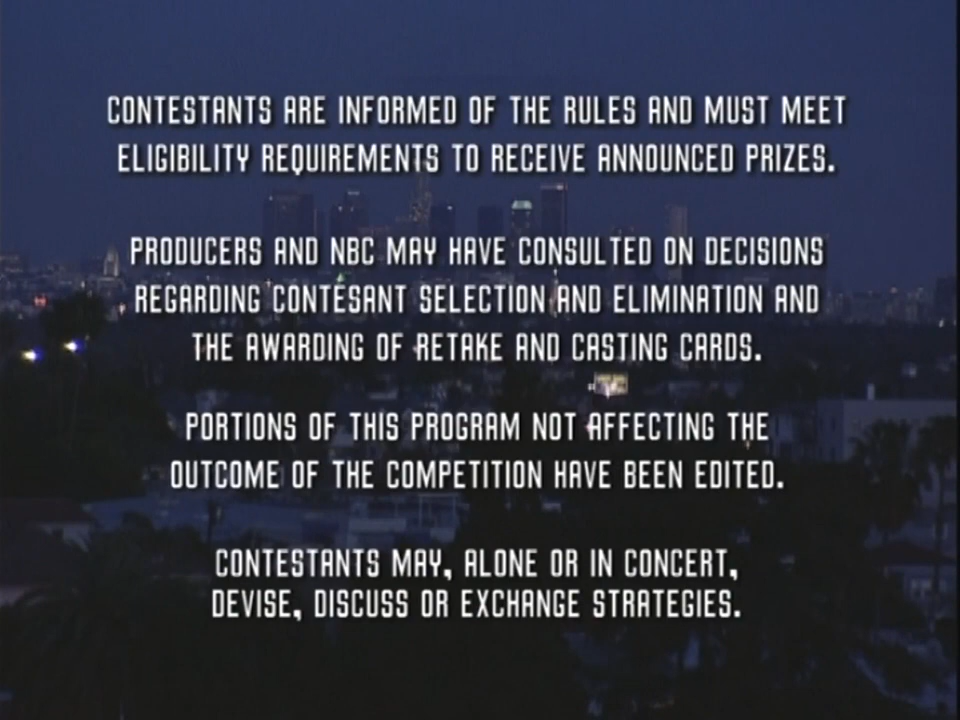 CONTESTANTS ARE INFORMED OF THE RULES AND MUST MEET
ELIGIBILITY REQUIREMENTS TO RECEIVE ANNOUNCED PRIZES.
PRODUCERS AND NBC MAY HAVE CONSULTED ON DECISIONS
REGARDING CONTESANT SELECTION AND ELIMINATION AND
THE AWARDING OF RETAKE AND CASTING CARDS.
PORTIONS OF THIS PROGRAM NOT AFFECTING THE
OUTCOME OF THE COMPETITION HAVE BEEN EDITED.
CONTESTANTS MAY, ALONE OR IN CONCERT,
DEVISE, DISCUSS OR EXCHANGE STRATEGIES.